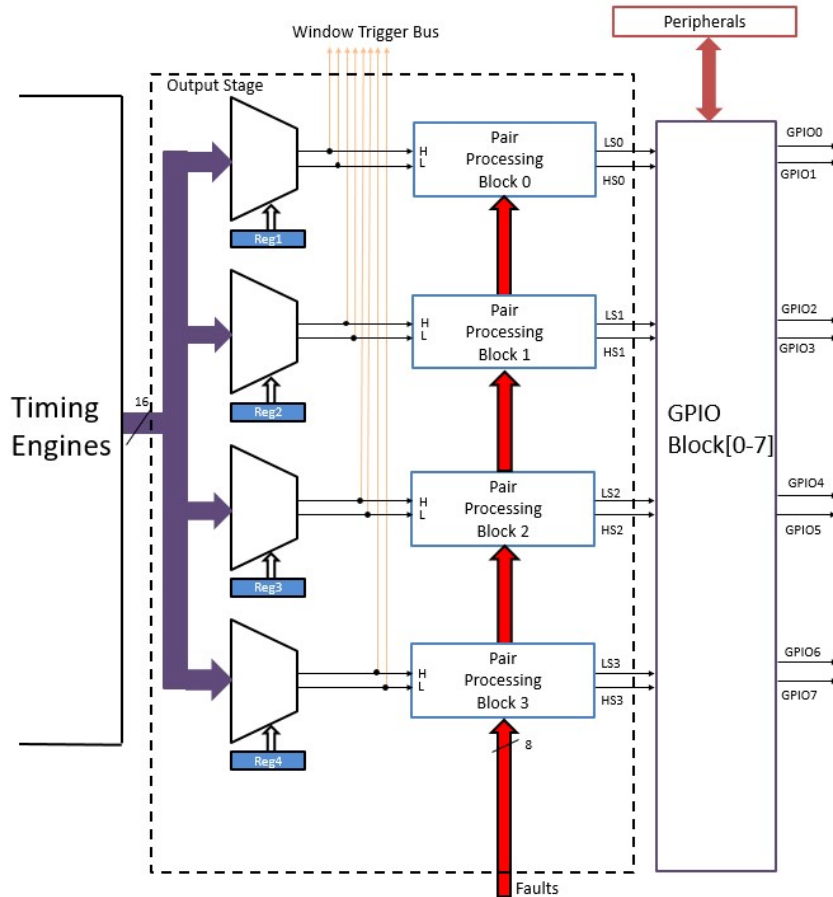 Peripherals
Window Trigger Bus
Output Stage
H
L
Pair
Processing
Block 0
LS0
HS0
GPIO0
GPIO1
Reg1
H
L
Pair
Processing
Block 1
LS1
HS1
GPIO2
GPIO3
Reg2
16
Timing
Engines
GPIO
Block[0-7]
H
L
Pair
Processing
Block 2
LS2
HS2
GPIO4
GPIO5
Reg3
H
L
Pair
Processing
Block 3
LS3
HS3
GPIO6
GPIO7
Reg4
8
Faults